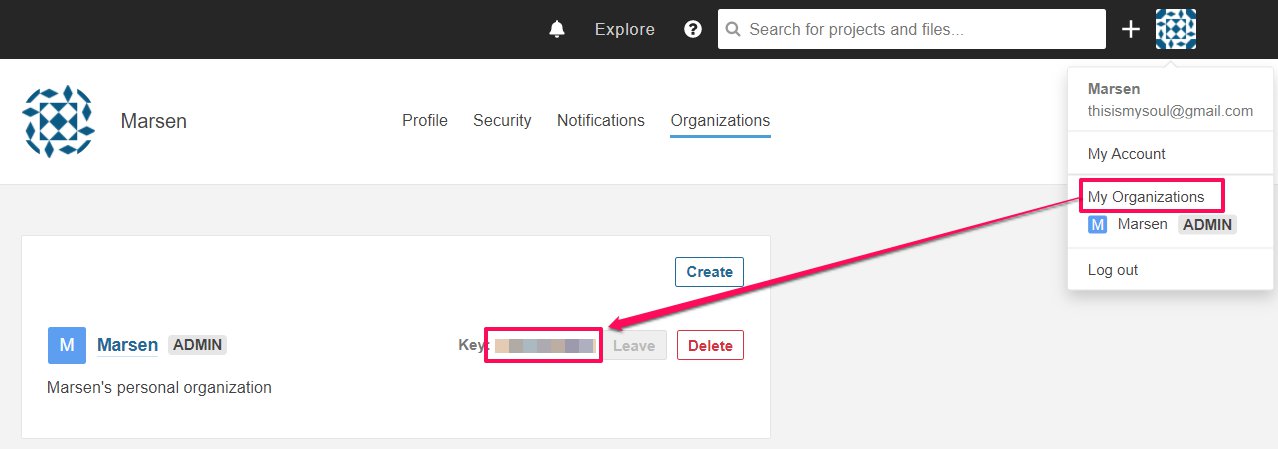 Explore
Search for projects and files...
Marsen
Profile Security Notifications Organizations
Marsen
thisismysoul@gmail.com
My Account
My Organizations
M Marsen ADMIN
Log out
Create
M Marsen ADMIN
Key: Leave Delete
Marsen's personal organization